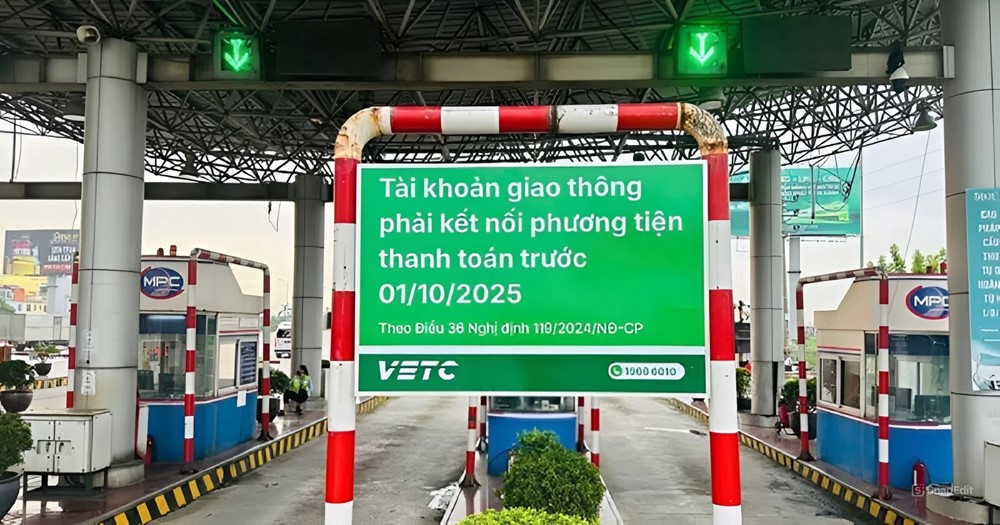 Tài khoản giao thông
phải kết nối phương tiện
thanh toán trước
01/10/2025
Theo Điều 36 Nghị định 119/2024/NĐ-CP
VETC
1900 6010
MPC
MPC
SnapEdit